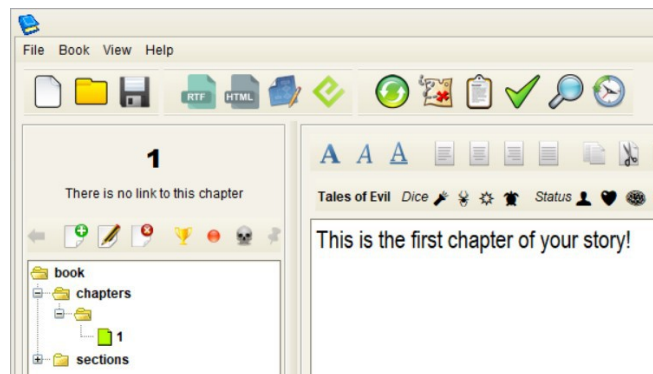 File Book View Help
RTF HTML
1
There is no link to this chapter
A A A
Tales of Evil Dice Status
This is the first chapter of your story!
book
chapters
1
sections